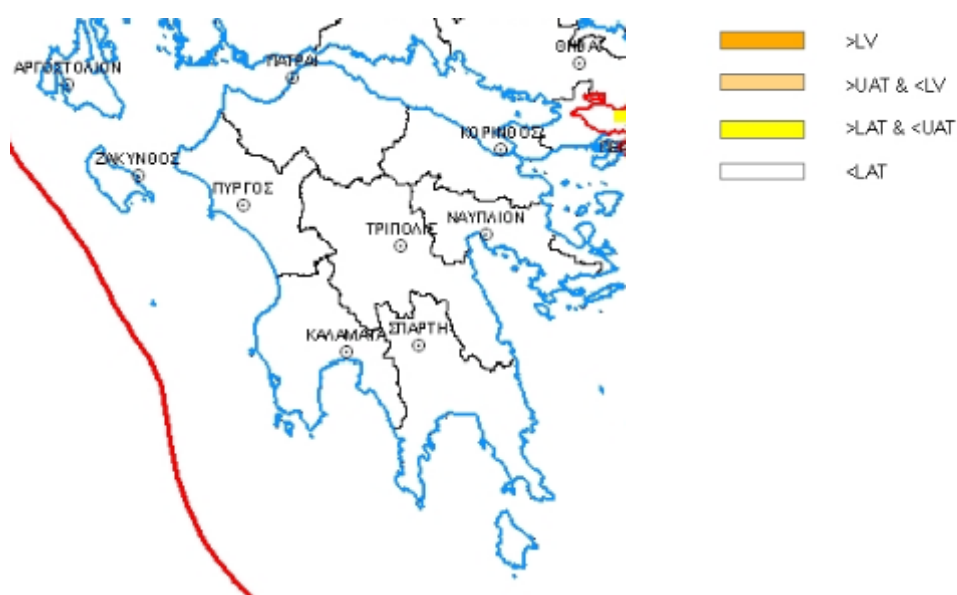 ΘΗΒΑΙ
ΠΑΤΡΑΙ
ΑΡΓΟΣΤΟΛΙΟΝ
ΚΟΡΙΝΘΟΣ
ΖΑΚΥΝΘΟΣ
ΠΥΡΓΟΣ
ΝΑΥΠΛΙΟΝ
ΤΡΙΠΟΛΙΣ
ΣΠΑΡΤΗ
ΚΑΛΑΜΑΤΑ
>LV
>UAT & <LV
>LAT & <UAT
<LAT